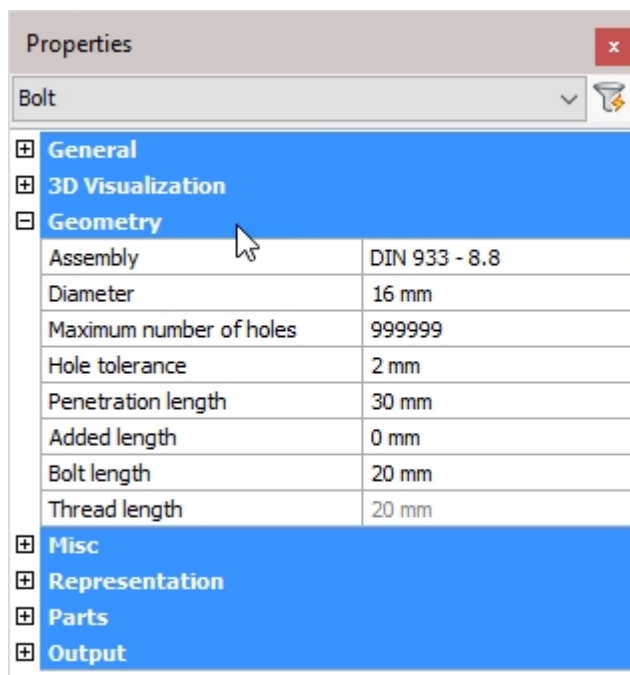 Properties
x
Bolt
General
3D Visualization
Geometry
Assembly DIN 933 - 8.8
Diameter 16 mm
Maximum number of holes 999999
Hole tolerance 2 mm
Penetration length 30 mm
Added length 0 mm
Bolt length 20 mm
Thread length 20 mm
Misc
Representation
Parts
Output